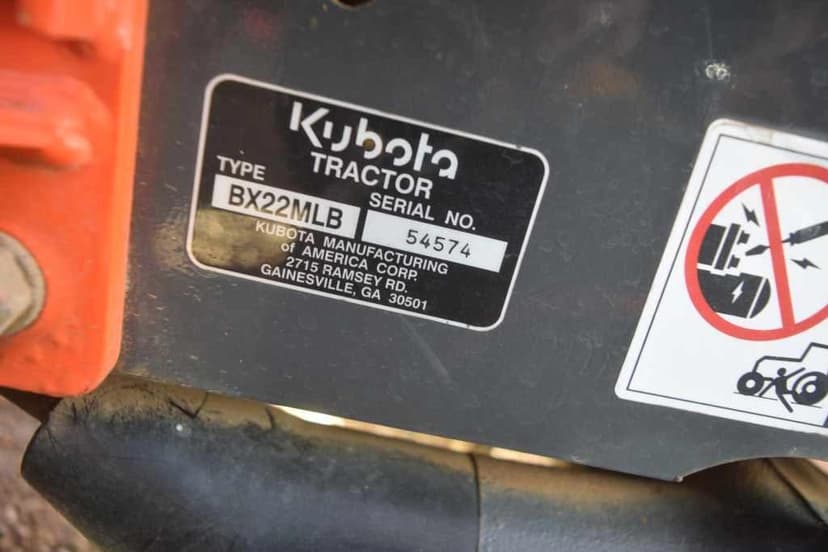 Kubota
TRACTOR
TYPE
SERIAL NO.
BX22MLB
54574
KUBOTA MANUFACTURING
of AMERICA CORP.
2715 RAMSEY RD.
GAINESVILLE, GA 30501